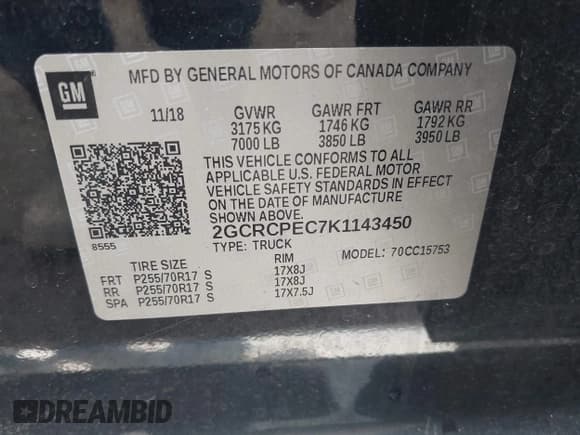 GM
MFD BY GENERAL MOTORS OF CANADA COMPANY
11/18 GVWR GAWR FRT GAWR RR
3175 KG 1746 KG 1792 KG
7000 LB 3850 LB 3950 LB
THIS VEHICLE CONFORMS TO ALL
APPLICABLE U.S. FEDERAL MOTOR
VEHICLE SAFETY STANDARDS IN EFFECT
ON THE DATE OF MANUFACTURE
SHOWN ABOVE.
8555
2GCRCPEC7K1143450
TYPE: TRUCK
MODEL: 70CC15753
TIRE SIZE RIM
FRT P255/70R17 S 17X8J
RR P255/70R17 S 17X8J
SPA P255/70R17 S 17X7.5J
DREAMBID